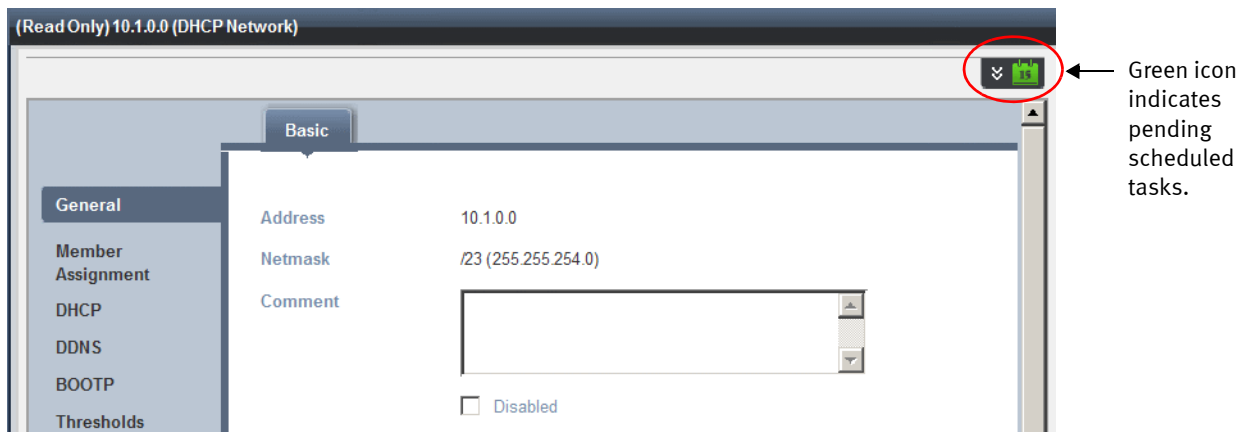 (Read Only) 10.1.0.0 (DHCP Network)
15
Green icon
indicates
pending
scheduled
tasks.
Basic
General
Member
Assignment
DHCP
DDNS
BOOTP
Thresholds
Address 10.1.0.0
Netmask /23 (255.255.254.0)
Comment
Disabled